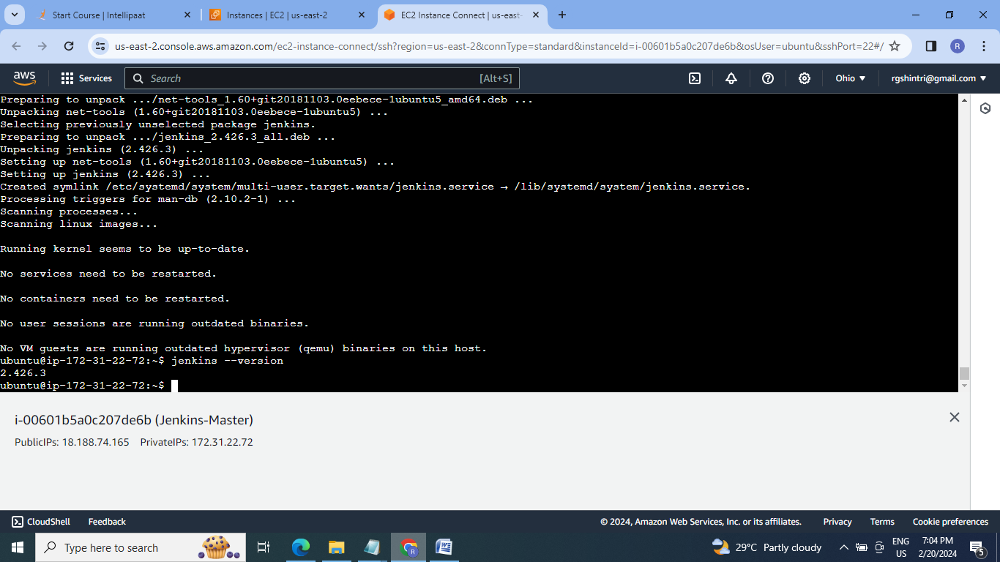 Start Course | Intellipaat
Instances | EC2 | us-east-2
EC2 Instance Connect | us-east-
us-east-2.console.aws.amazon.com/ec2-instance-connect/ssh?region=us-east-2&connType=standard&instanceId=i-00601b5a0c207de6b&osUser=ubuntu&sshPort=22#/
R
aws
Services
Search
[Alt+S]
Ohio
rgshintri@gmail.com
Preparing to unpack .../net-tools_1.60+git20181103.0eebece-1ubuntu5_amd64.deb ...
Unpacking net-tools (1.60+git20181103.0eebece-1ubuntu5) ...
Selecting previously unselected package jenkins.
Preparing to unpack .../jenkins_2.426.3_all.deb ...
Unpacking jenkins (2.426.3) ...
Setting up net-tools (1.60+git20181103.0eebece-1ubuntu5) ...
Setting up jenkins (2.426.3) ...
Created symlink /etc/systemd/system/multi-user.target.wants/jenkins.service → /lib/systemd/system/jenkins.service.
Processing triggers for man-db (2.10.2-1) ...
Scanning processes...
Scanning linux images...
Running kernel seems to be up-to-date.
No services need to be restarted.
No containers need to be restarted.
No user sessions are running outdated binaries.
No VM guests are running outdated hypervisor (qemu) binaries on this host.
ubuntu@ip-172-31-22-72:~$ jenkins --version
2.426.3
ubuntu@ip-172-31-22-72:~$
i-00601b5a0c207de6b (Jenkins-Master)
PublicIPs: 18.188.74.165 PrivateIPs: 172.31.22.72
CloudShell
Feedback
© 2024, Amazon Web Services, Inc. or its affiliates.
Privacy
Terms
Cookie preferences
Type here to search
R
29°C Partly cloudy
ENG
US
7:04 PM
2/20/2024
5